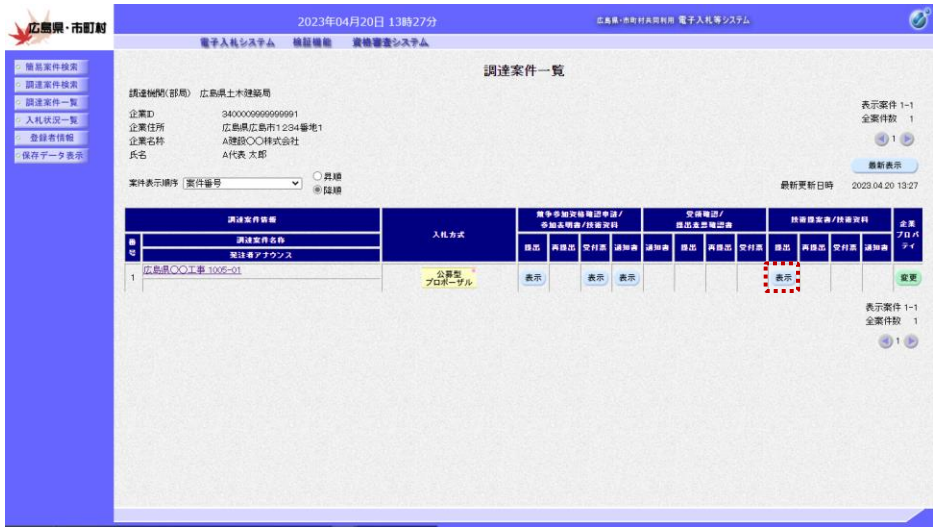 広島県・市町村
2023年04月20日 13時27分
広島県・市町村共同利用 電子入札等システム
電子入札システム 検証機能 資格審査システム
簡易案件検索
調達案件検索
調達案件一覧
入札状況一覧
登録者情報
保存データ表示
調達案件一覧
調達機関(部局) 広島県土木建築局
企業ID 3400009999999991
企業住所 広島県広島市1234番地1
企業名称 A建設〇〇株式会社
氏名 A代表 太郎
表示案件 1-1
全案件数 1
1
最新表示
案件表示順序 案件番号
昇順
降順
最新更新日時 2023.04.20 13:27
調達案件情報
番号
調達案件名称
発注者アナウンス
入札方式
競争参加資格確認申請/
参加表明書/技術資料
受領確認/
提出意思確認書
技術提案書/技術資料
企業
プロパ
ティ
提出 再提出 受付票 通知書 通知書 提出 再提出 受付票 提出 再提出 受付票 通知書
1 広島県〇〇工事 1005-01
公募型
プロポーザル
表示 表示 表示 表示 変更
表示案件 1-1
全案件数 1
1